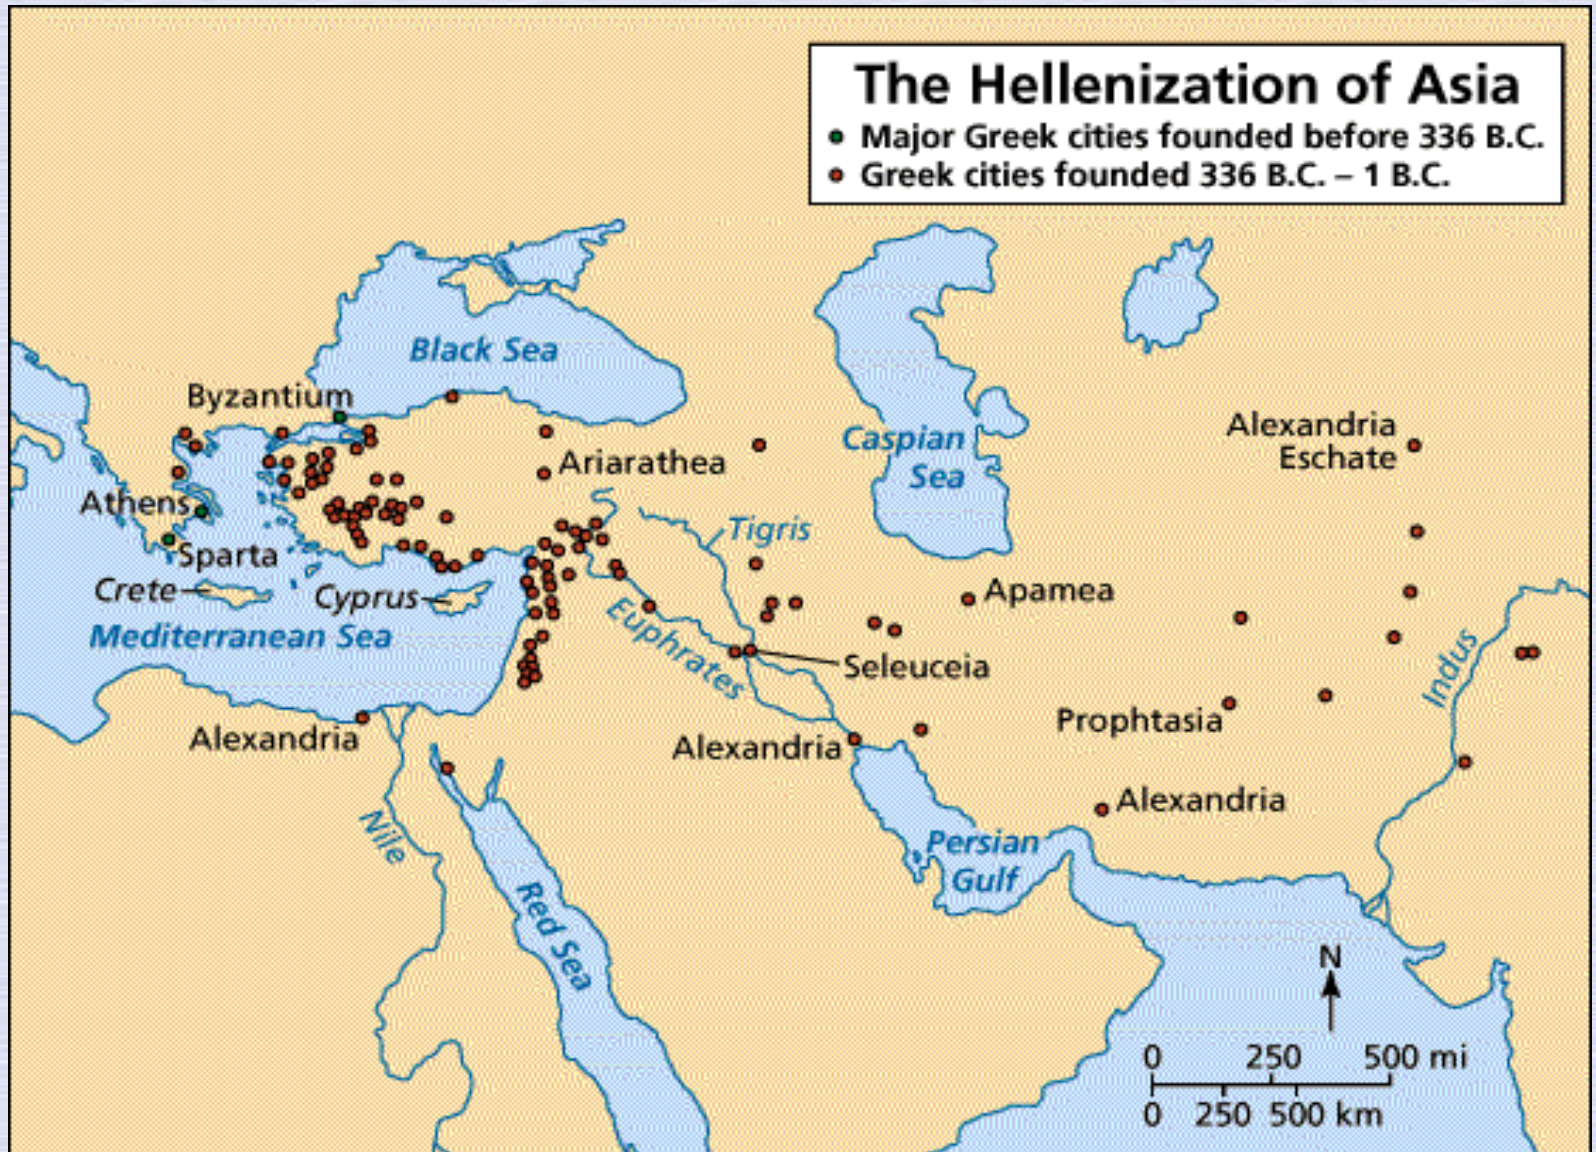 The Hellenization of Asia
Major Greek cities founded before 336 B.C.
Greek cities founded 336 B.C. – 1 B.C.
Black Sea
Byzantium
Caspian
Sea
Alexandria
Eschate
Ariarathea
Athens
Tigris
Sparta
Crete
Cyprus
Apamea
Mediterranean Sea
Euphrates
Seleuceia
Indus
Prophtasia
Alexandria
Alexandria
Alexandria
Nile
Persian
Gulf
Red Sea
N
0 250 500 mi
0 250 500 km